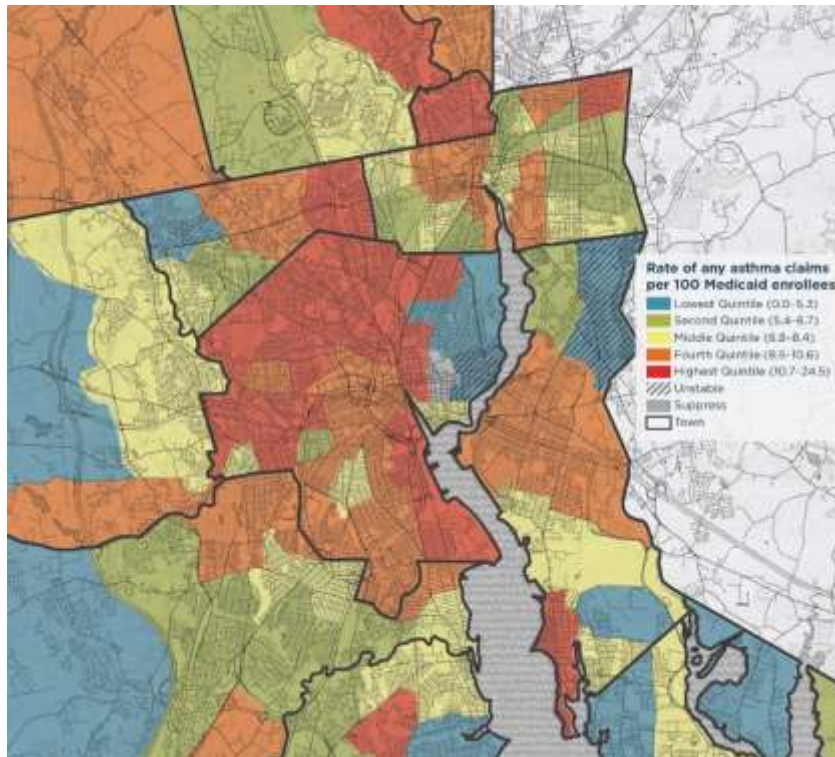 Rate of any asthma claims
per 100 Medicaid enrollees
Lowest Quintile (0.0-5.3)
Second Quintile (5.4-6.7)
Middle Quintile (6.8-8.4)
Fourth Quintile (8.5-10.6)
Highest Quintile (10.7-24.5)
Unstable
Suppress
Town